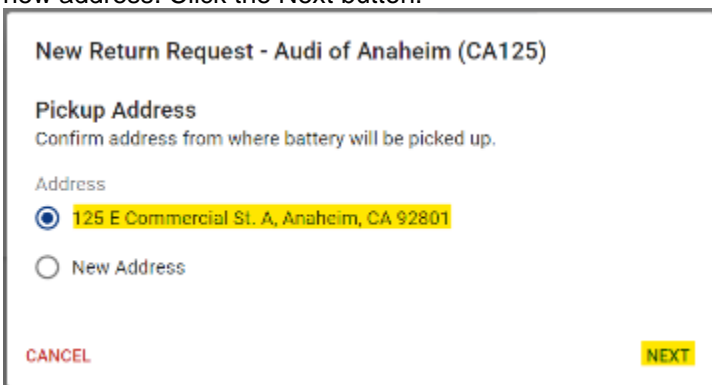 new address. Click the Next button.
New Return Request - Audi of Anaheim (CA125)
Pickup Address
Confirm address from where battery will be picked up.
Address
125 E Commercial St. A, Anaheim, CA 92801
New Address
CANCEL
NEXT